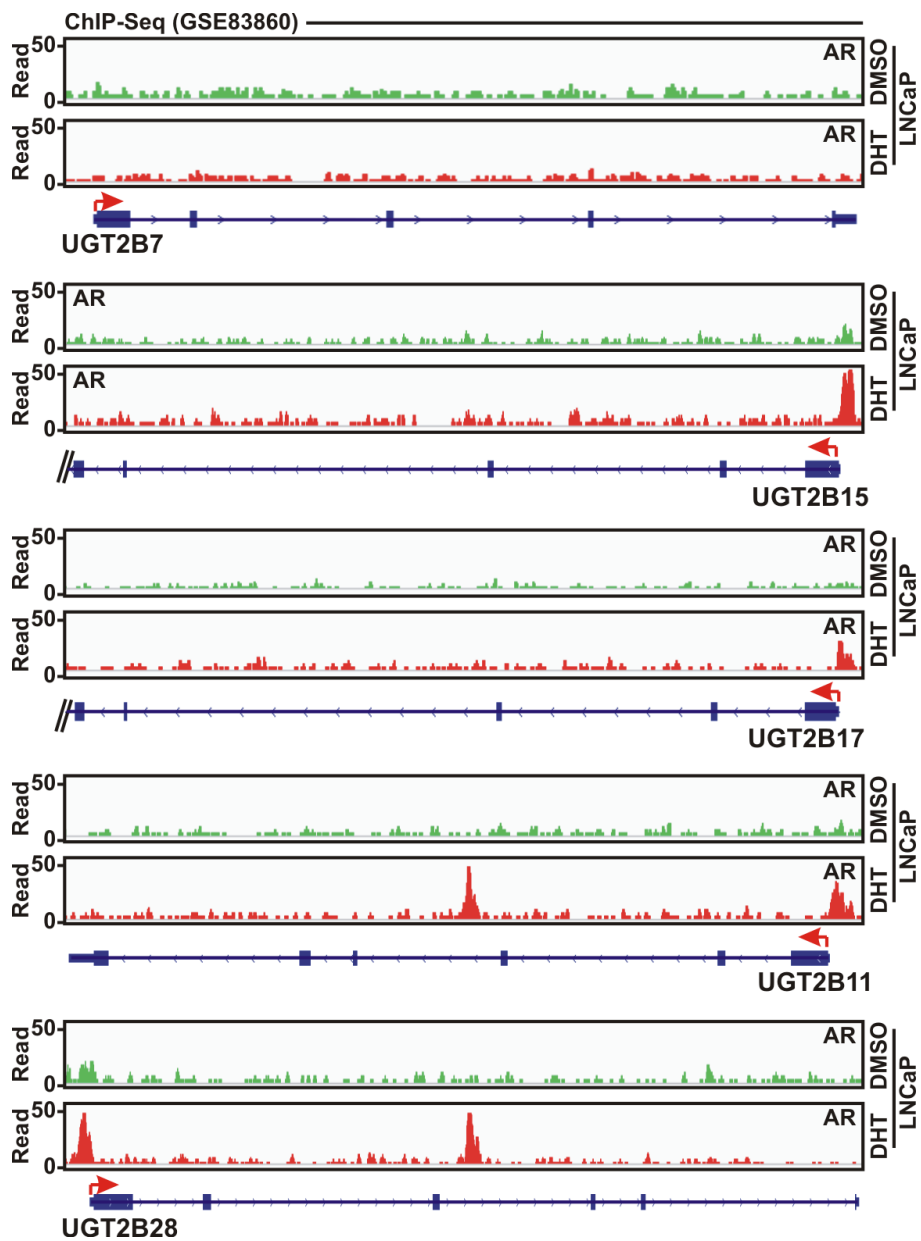 ChIP-Seq (GSE83860)
Read 50 0 AR DMSO
Read 50 0 AR DHT
LNCaP
UGT2B7
Read 50 0 AR DMSO
Read 50 0 AR DHT
LNCaP
UGT2B15
Read 50 0 AR DMSO
Read 50 0 AR DHT
LNCaP
UGT2B17
Read 50 0 AR DMSO
Read 50 0 AR DHT
LNCaP
UGT2B11
Read 50 0 AR DMSO
Read 50 0 AR DHT
LNCaP
UGT2B28